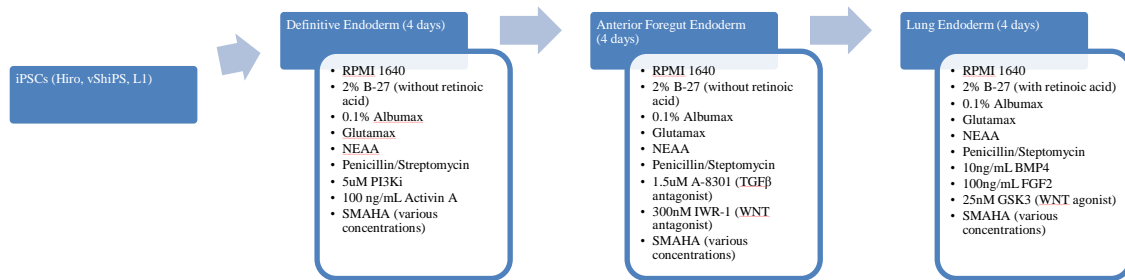 iPSCs (Hiro, vShiPS, L1)
Definitive Endoderm (4 days)
• RPMI 1640
• 2% B-27 (without retinoic
acid)
• 0.1% Albumax
• Glutamax
• NEAA
• Penicillin/Streptomycin
• 5uM PI3Ki
• 100 ng/mL Activin A
• SMAHA (various
concentrations)
Anterior Foregut Endoderm
(4 days)
• RPMI 1640
• 2% B-27 (without retinoic
acid)
• 0.1% Albumax
• Glutamax
• NEAA
• Penicillin/Steptomycin
• 1.5uM A-8301 (TGFβ
antagonist)
• 300nM IWR-1 (WNT
antagonist)
• SMAHA (various
concentrations)
Lung Endoderm (4 days)
• RPMI 1640
• 2% B-27 (with retinoic acid)
• 0.1% Albumax
• Glutamax
• NEAA
• Penicillin/Steptomycin
• 10ng/mL BMP4
• 100ng/mL FGF2
• 25nM GSK3 (WNT agonist)
• SMAHA (various
concentrations)